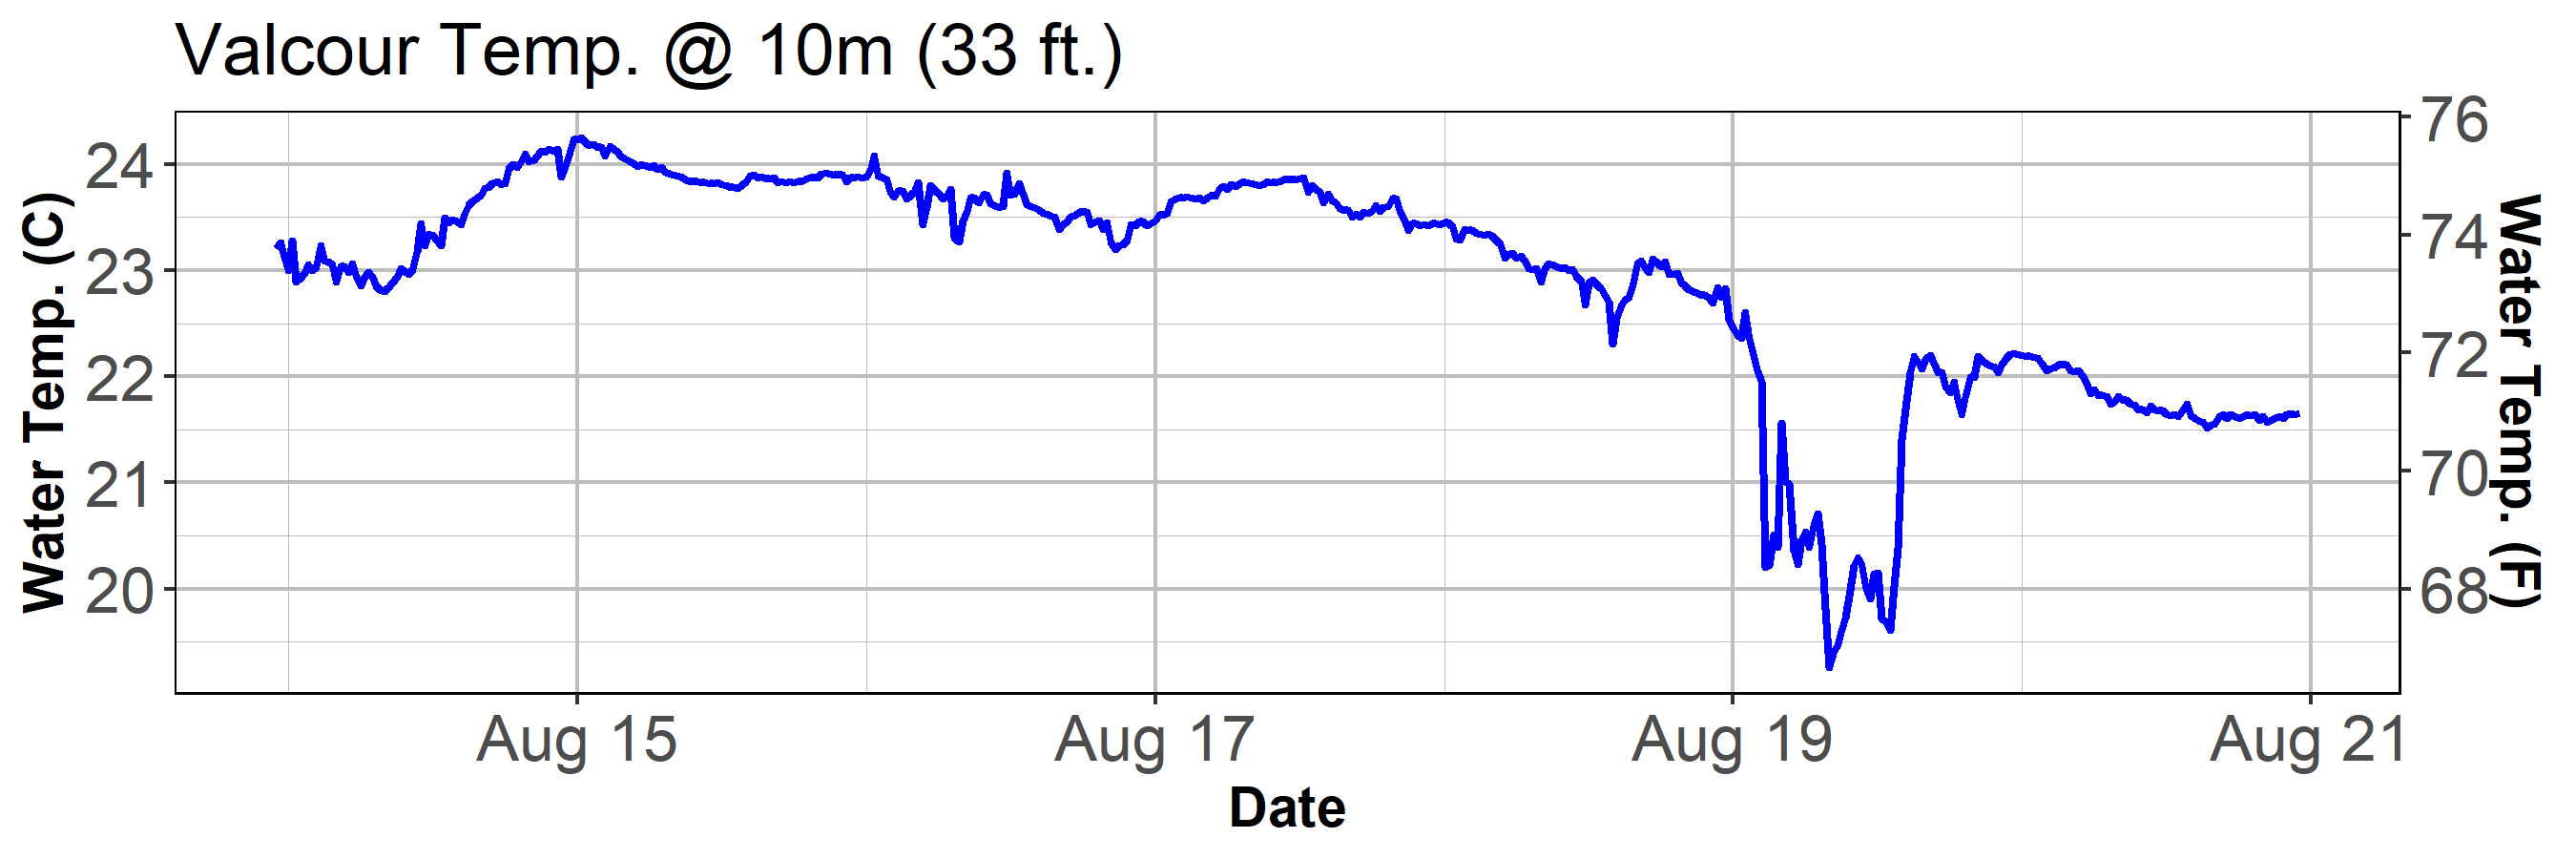 Valcour Temp. @ 10m (33 ft.)
Water Temp. (C)
24
23
22
21
20
76
74
72
70
68
Water Temp. (F)
Aug 15 Aug 17 Aug 19 Aug 21
Date